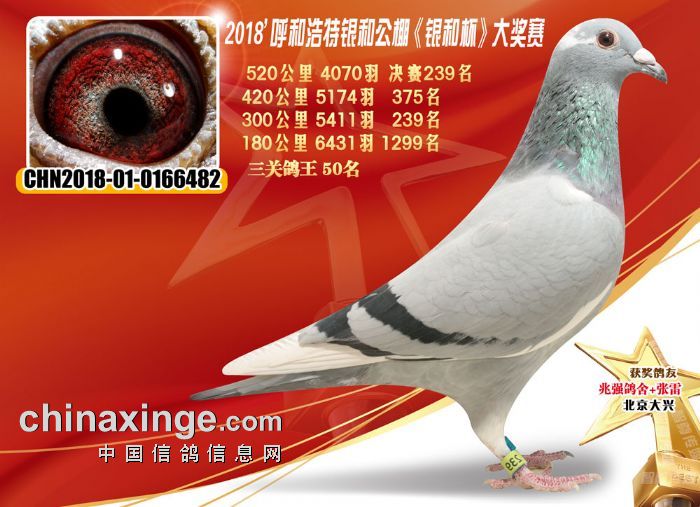 2018'呼和浩特银和公棚《银和杯》大奖赛
520公里 4070羽 决赛239名
420公里 5174羽 375名
300公里 5411羽 239名
180公里 6431羽 1299名
三关鸽王 50名
CHN2018-01-0166482
获奖鸽友
兆强鸽舍+张雷
北京大兴
chinaxinge.com
中国信鸽信息网